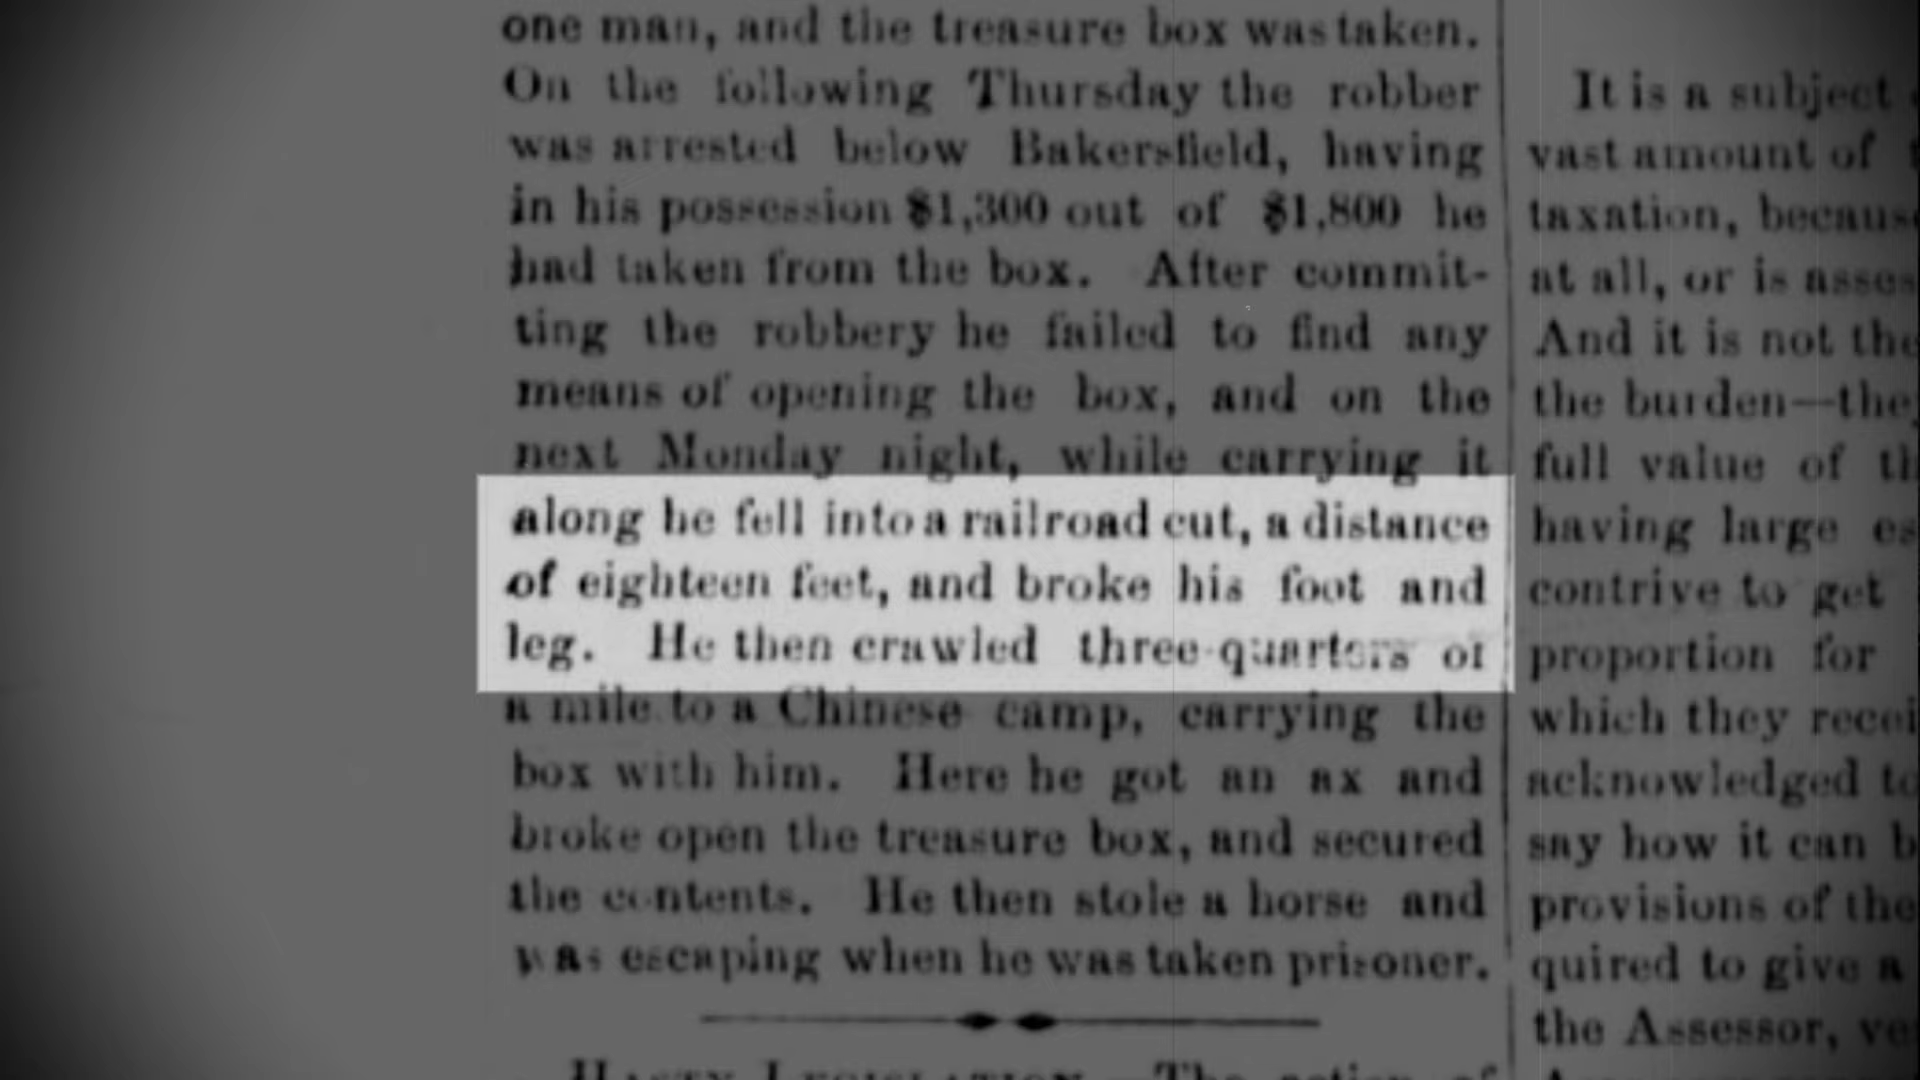 one man, and the treasure box was taken.
On the following Thursday the robber
was arrested below Bakersfield, having
in his possession $1,300 out of $1,800 he
had taken from the box. After commit-
ting the robbery he failed to find any
means of opening the box, and on the
next Monday night, while carrying it
along he fell into a railroad cut, a distance
of eighteen feet, and broke his foot and
leg. He then crawled three-quarters of
a mile to a Chinese camp, carrying the
box with him. Here he got an ax and
broke open the treasure box, and secured
the contents. He then stole a horse and
was escaping when he was taken prisoner.
HASTY LEGISLATION. The action of
It is a subject
vast amount of
taxation, because
at all, or is
And it is not the
the burden—they
full value of
having large
contrive to get
proportion for
which they
acknowledged to
say how it can
provisions of the
quired to give a
the Assessor,